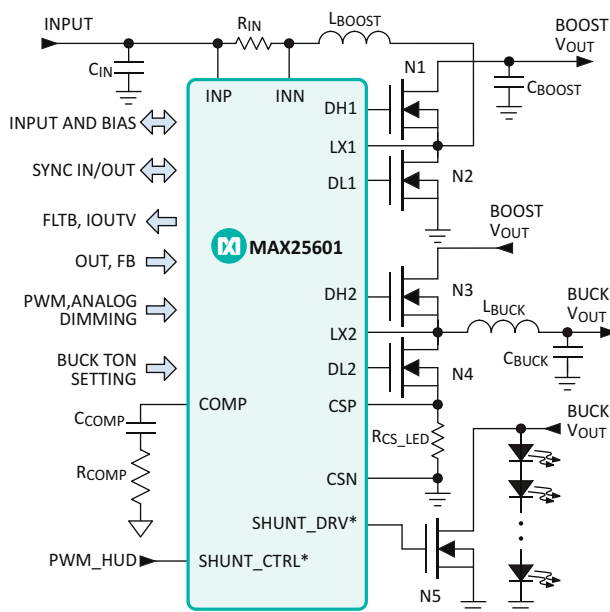 INPUT
RIN
LBOOST
BOOST
VOUT
CIN
INP
INN
N1
CBOOST
INPUT AND BIAS
DH1
LX1
SYNC IN/OUT
DL1
N2
FLTB, IOUTV
BOOST
VOUT
MAX25601
OUT, FB
N3
PWM,ANALOG
DIMMING
DH2
LBUCK
BUCK
VOUT
LX2
BUCK TON
SETTING
DL2
N4
CBUCK
COMP
CSP
CCOMP
RCS_LED
BUCK
VOUT
RCOMP
CSN
SHUNT_DRV*
PWM_HUD
SHUNT_CTRL*
N5